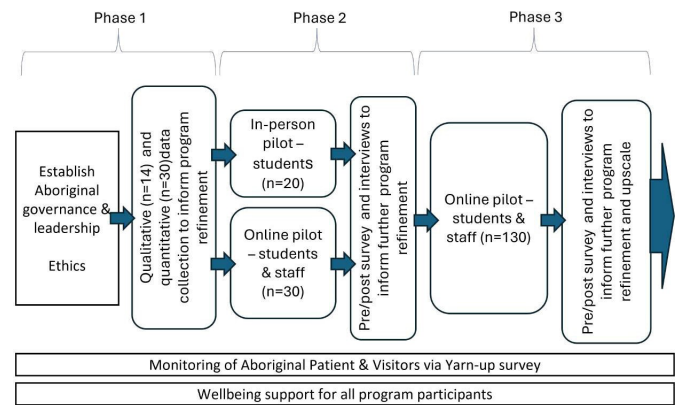 Phase 1
Phase 2
Phase 3
Establish
Aboriginal
governance &
leadership
Ethics
Qualitative (n=14) and
quantitative (n=30)data
collection to inform program
refinement
In-person
pilot –
students
(n=20)
Online pilot
– students
& staff
(n=30)
Pre/post survey and interviews to
inform further program
refinement
Online pilot –
students &
staff (n=130)
Pre/post survey and interviews to
inform further program
refinement and upscale
Monitoring of Aboriginal Patient & Visitors via Yarn-up survey
Wellbeing support for all program participants